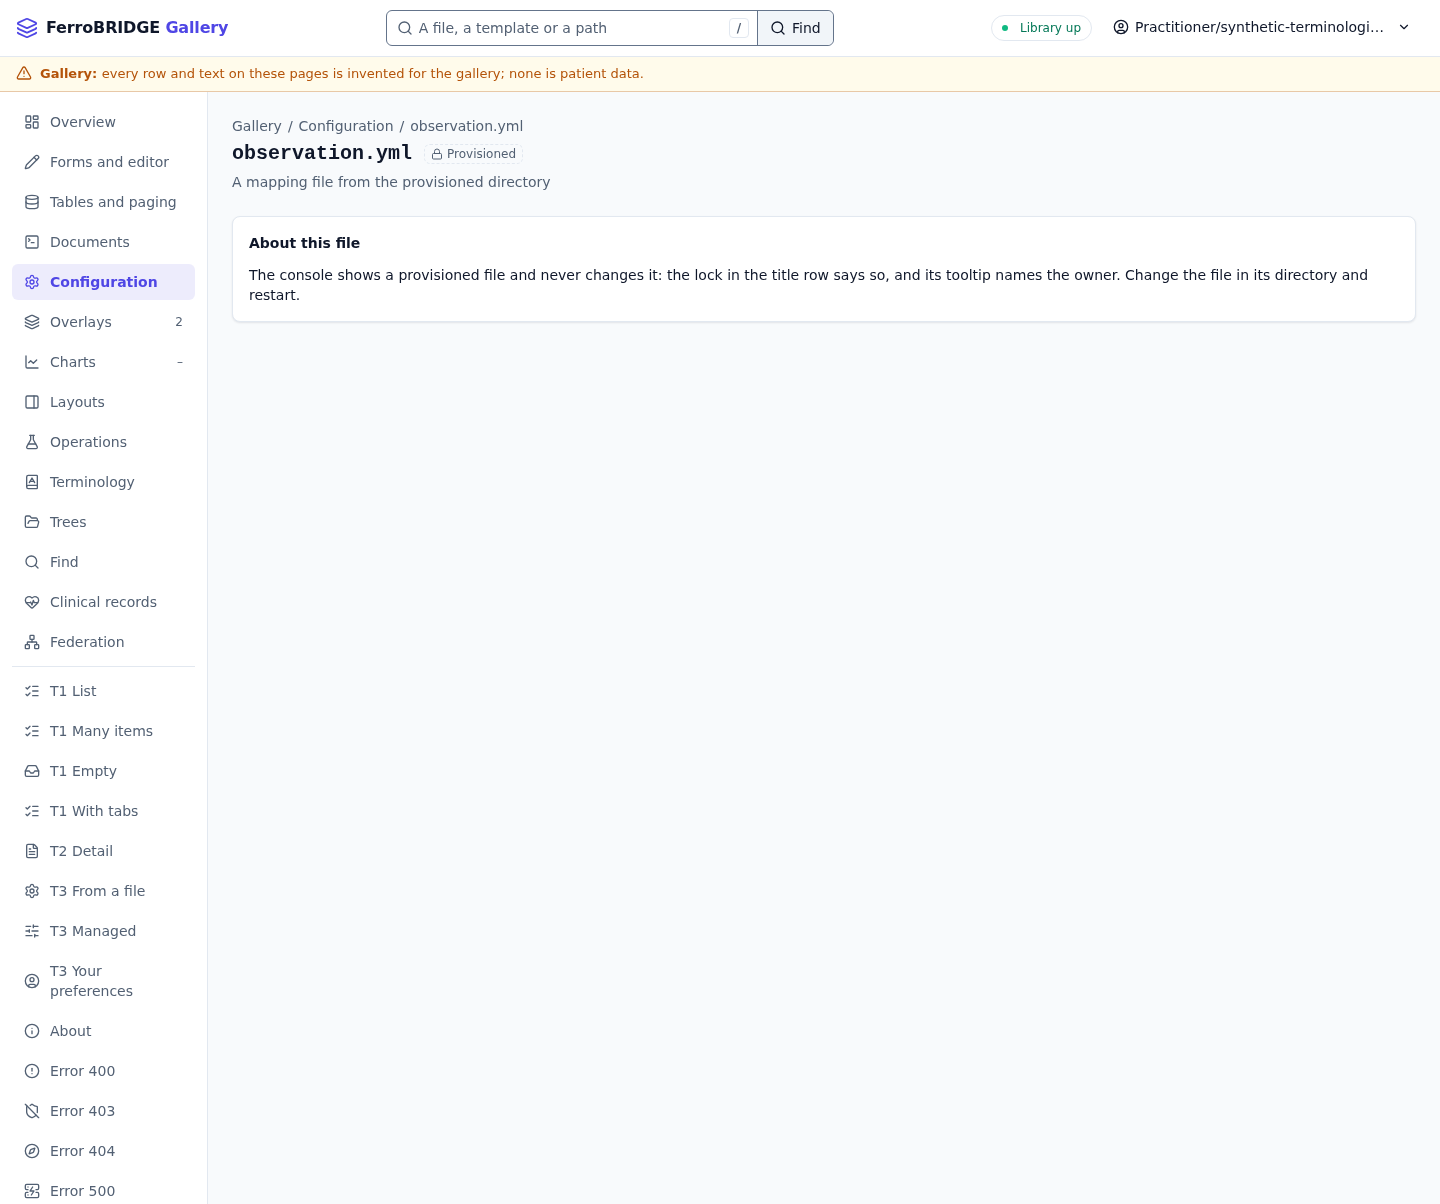 FerroBRIDGE Gallery
A file, a template or a path
/
Find
Library up
Practitioner/synthetic-terminologi…
Gallery: every row and text on these pages is invented for the gallery; none is patient data.
Overview
Forms and editor
Tables and paging
Documents
Configuration
Overlays 2
Charts –
Layouts
Operations
Terminology
Trees
Find
Clinical records
Federation
T1 List
T1 Many items
T1 Empty
T1 With tabs
T2 Detail
T3 From a file
T3 Managed
T3 Your
preferences
About
Error 400
Error 403
Error 404
Error 500
Gallery / Configuration / observation.yml
observation.yml Provisioned
A mapping file from the provisioned directory
About this file
The console shows a provisioned file and never changes it: the lock in the title row says so, and its tooltip names the owner. Change the file in its directory and
restart.